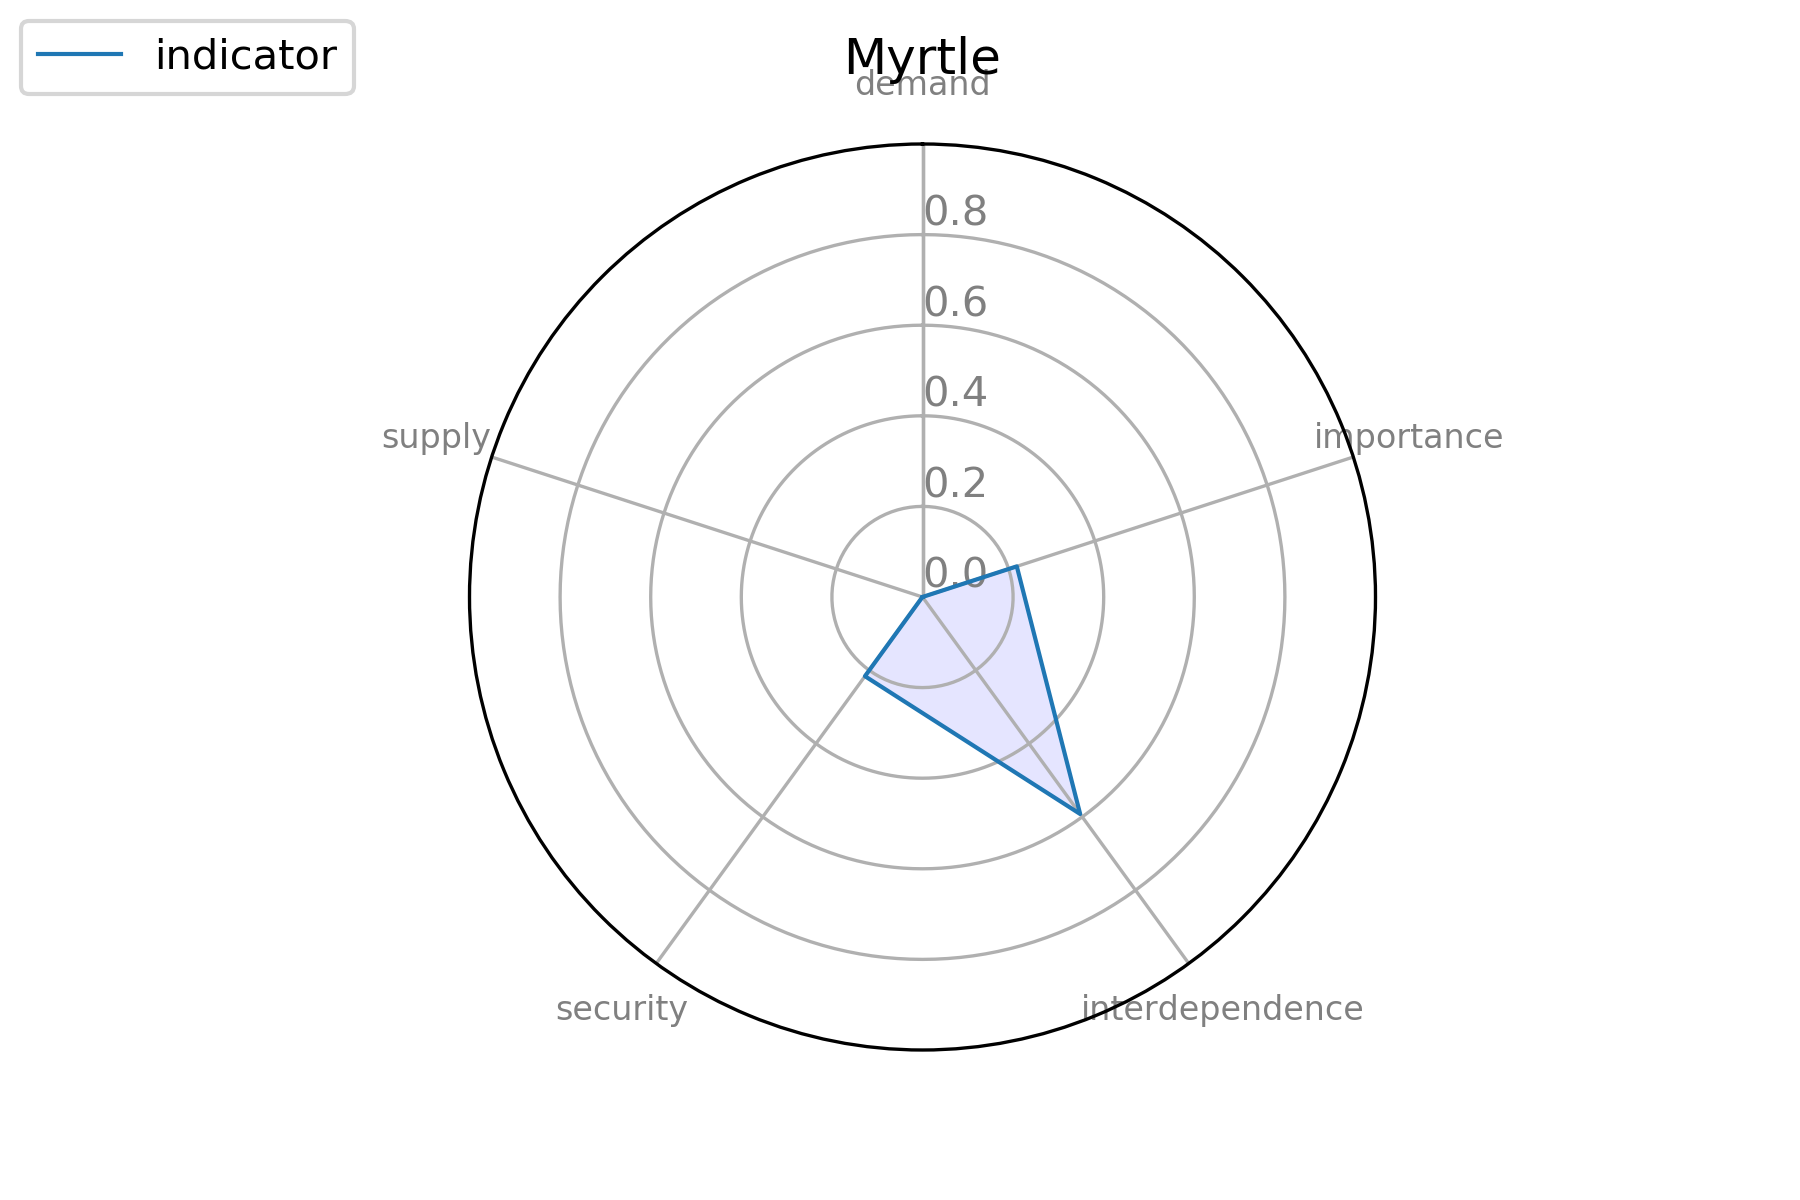 indicator
Myrtle
demand
0.8
0.6
0.4
supply
importance
0.2
0.0
security
interdependence